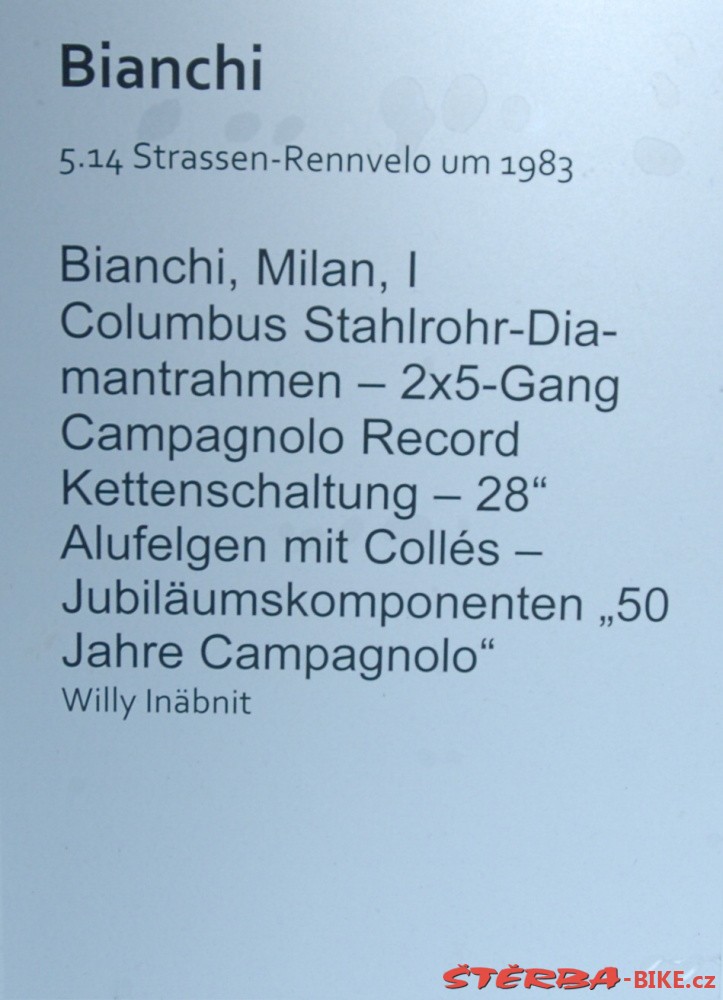 Bianchi
5.14 Strassen-Rennvelo um 1983
Bianchi, Milan, I
Columbus Stahlrohr-Dia-
mantrahmen – 2x5-Gang
Campagnolo Record
Kettenschaltung – 28“
Alufelgen mit Collés –
Jubiläumskomponenten „50
Jahre Campagnolo“
Willy Inäbnit
ŠTĚRBA-BIKE.cz